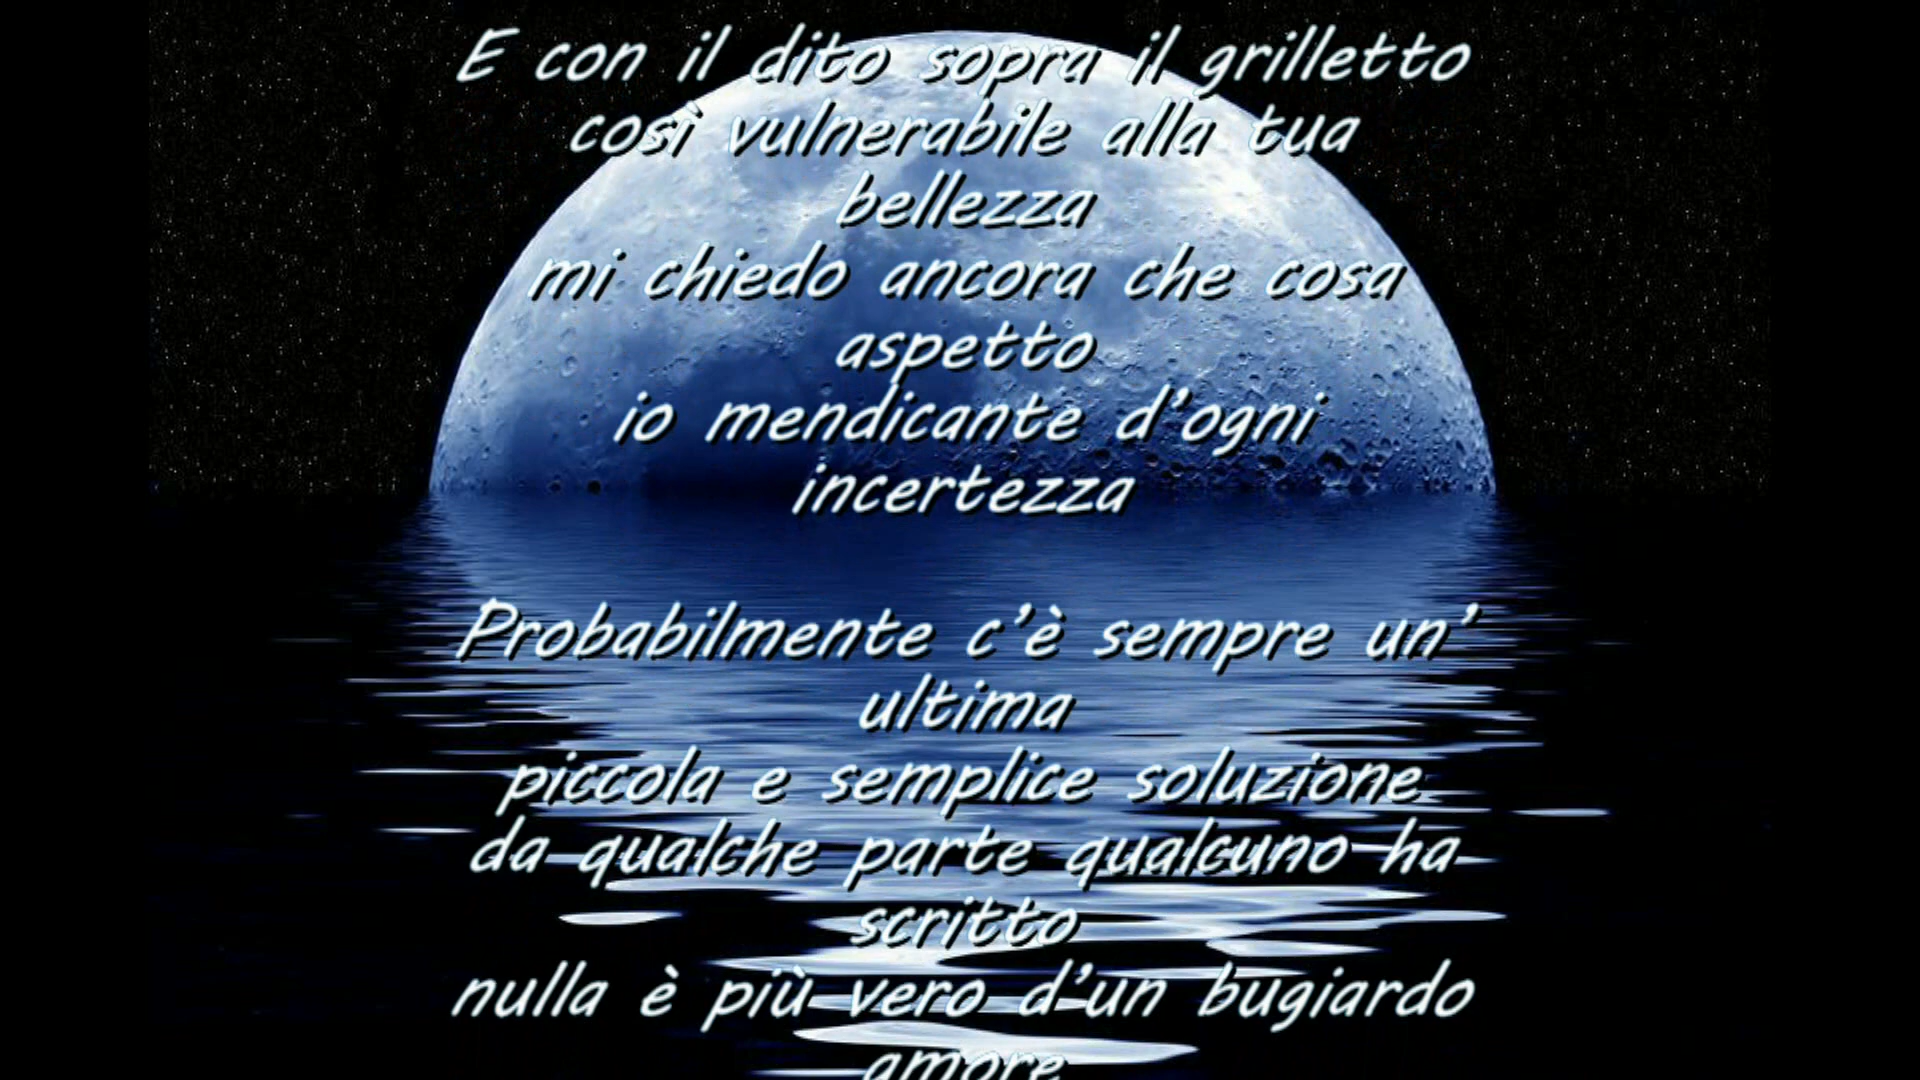 E con il dito sopra il grilletto
così vulnerabile alla tua
bellezza
mi chiedo ancora che cosa
aspetto
io mendicante d'ogni
incertezza
Probabilmente c'è sempre un'
ultima
piccola e semplice soluzione
da qualche parte qualcuno ha
scritto
nulla è più vero d'un bugiardo
amore